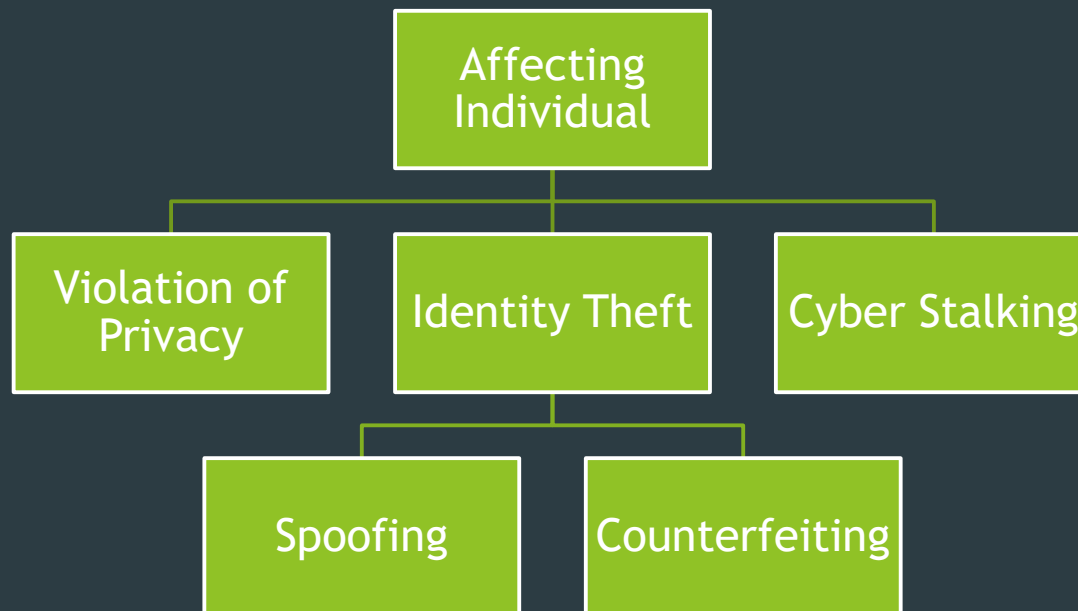 Affecting
Individual
Violation of
Privacy
Identity Theft
Cyber Stalking
Spoofing
Counterfeiting